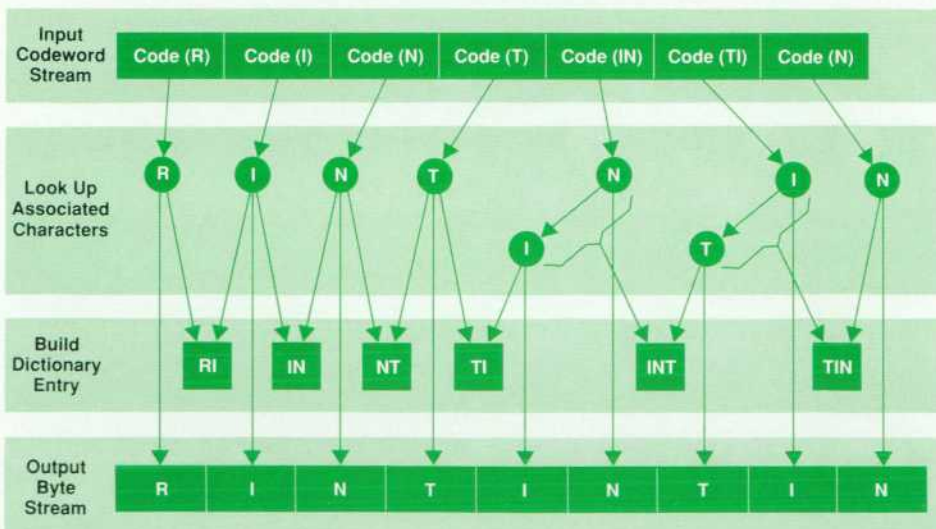 Input
Codeword
Stream
Code (R) Code (I) Code (N) Code (T) Code (IN) Code (TI) Code (N)
Look Up
Associated
Characters
R I N T N I N
I T
Build
Dictionary
Entry
RI IN NT TI INT TIN
Output
Byte
Stream
R I N T I N T I N